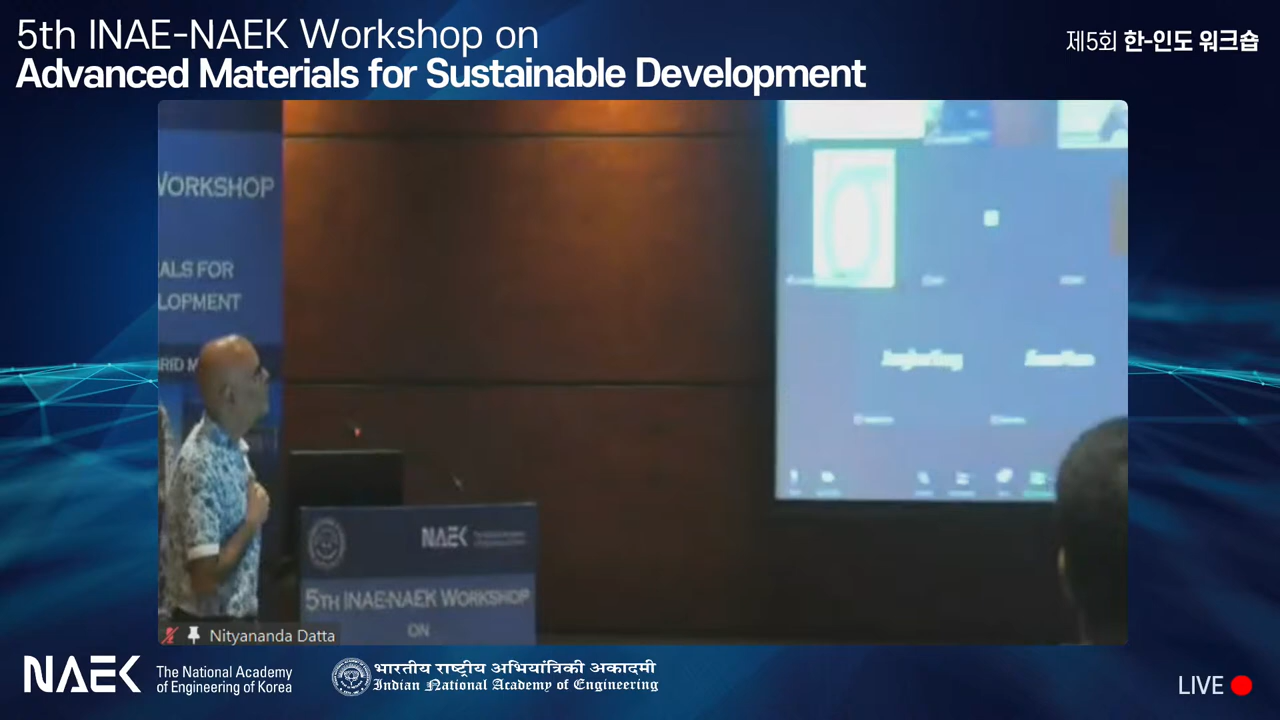 5th INAE-NAEK Workshop on
Advanced Materials for Sustainable Development
제5회 한-인도 워크숍
WORKSHOP
ALS FOR
LOPMENT
ARID M
NAEK
5TH INAE-NAEK WORKSHOP
ON
Nityananda Datta
NAEK
The National Academy
of Engineering of Korea
भारतीय राष्ट्रीय अभियांत्रिकी अकादमी
Indian National Academy of Engineering
LIVE